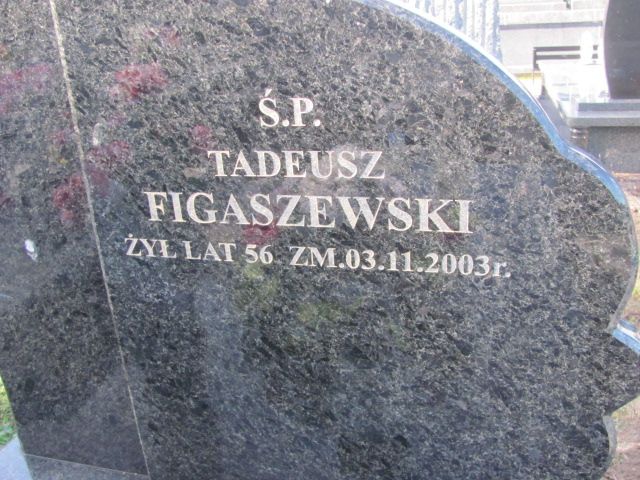 Ś.P.
TADEUSZ
FIGASZEWSKI
ŻYŁ LAT 56 ZM.03.11.2003r.